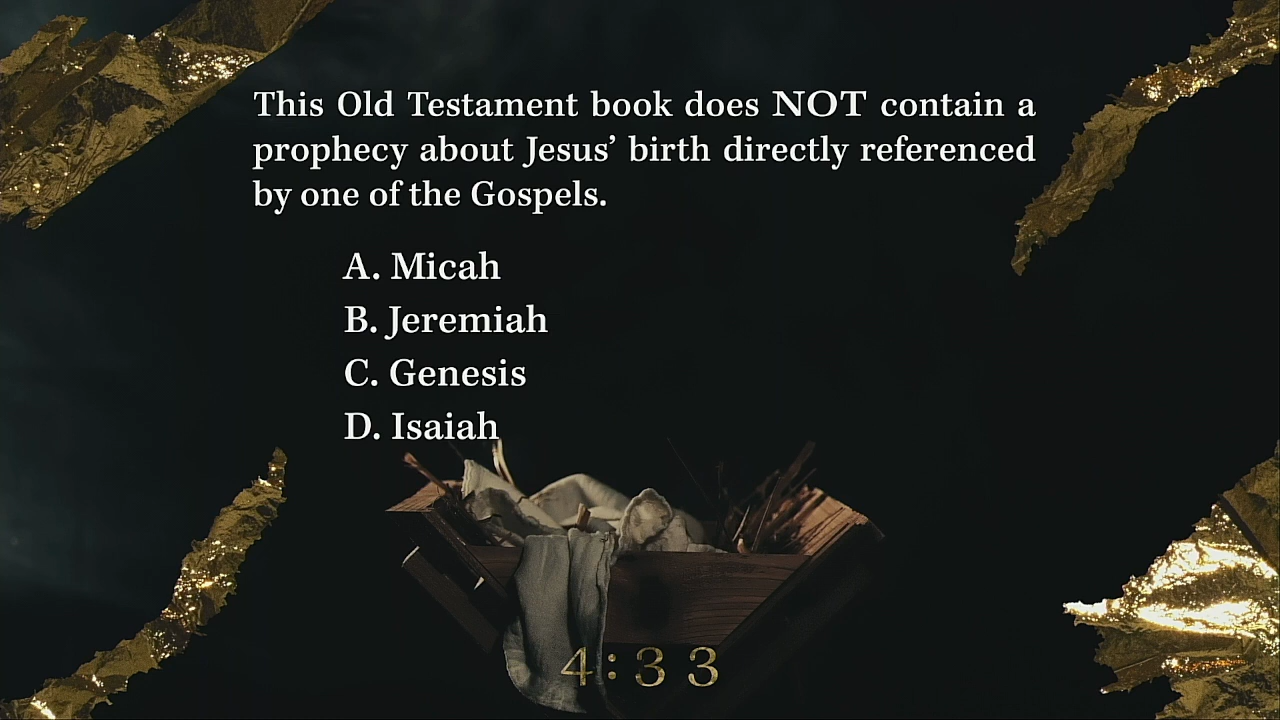 This Old Testament book does NOT contain a
prophecy about Jesus’ birth directly referenced
by one of the Gospels.
A. Micah
B. Jeremiah
C. Genesis
D. Isaiah
4:33